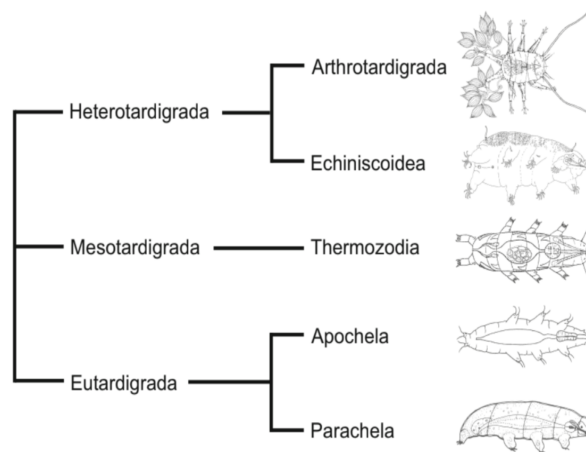 Arthrotardigrada
Heterotardigrada
Echiniscoidea
Mesotardigrada
Thermozodia
Apochela
Eutardigrada
Parachela